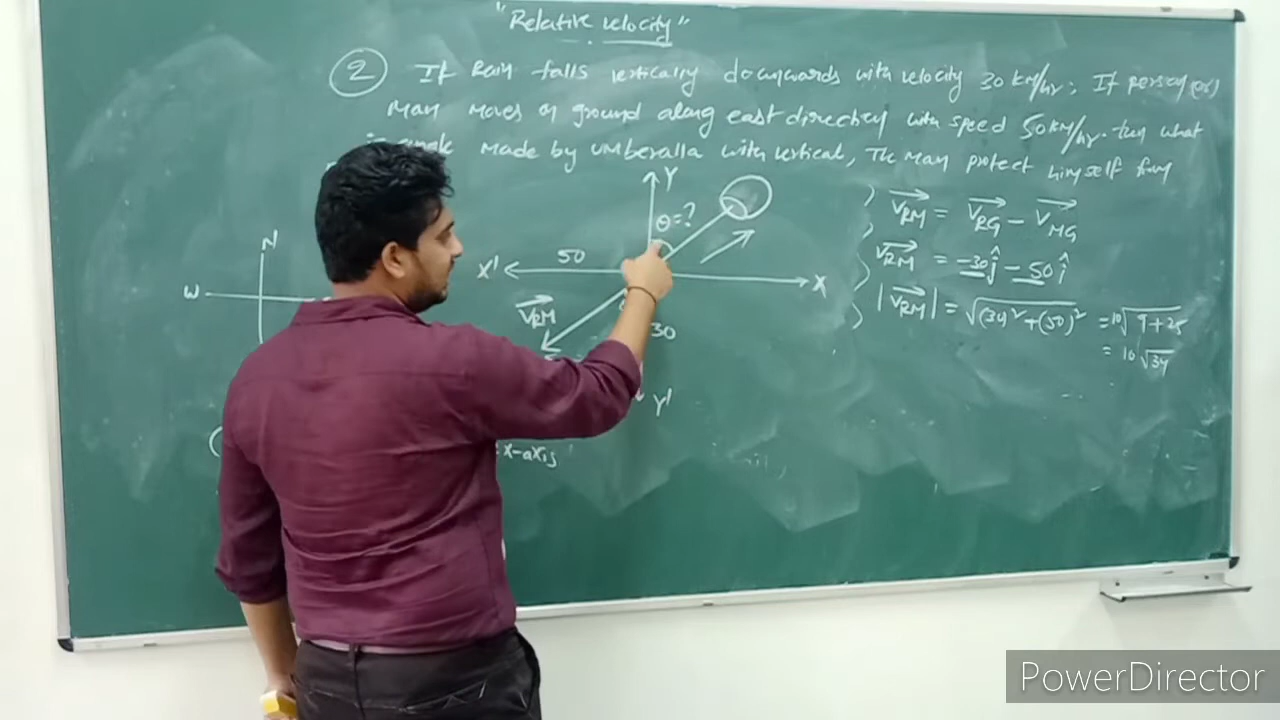 "Relative velocity"
2 If Rain falls vertically downwards with velocity 30 KM/hr; If person (or)
Man moves on ground along east direction with speed 50 KM/hr. then what
made by umberalla with vertical, The Man protect himself from
Y
θ=?
N
W
50
X'
X
VRM
30
Y'
x-axis
VRM = VRG - VMG
VRM = -30ĵ - 50î
|VRM| = √(30)²+(50)² = 10√9+25
= 10√34
PowerDirector